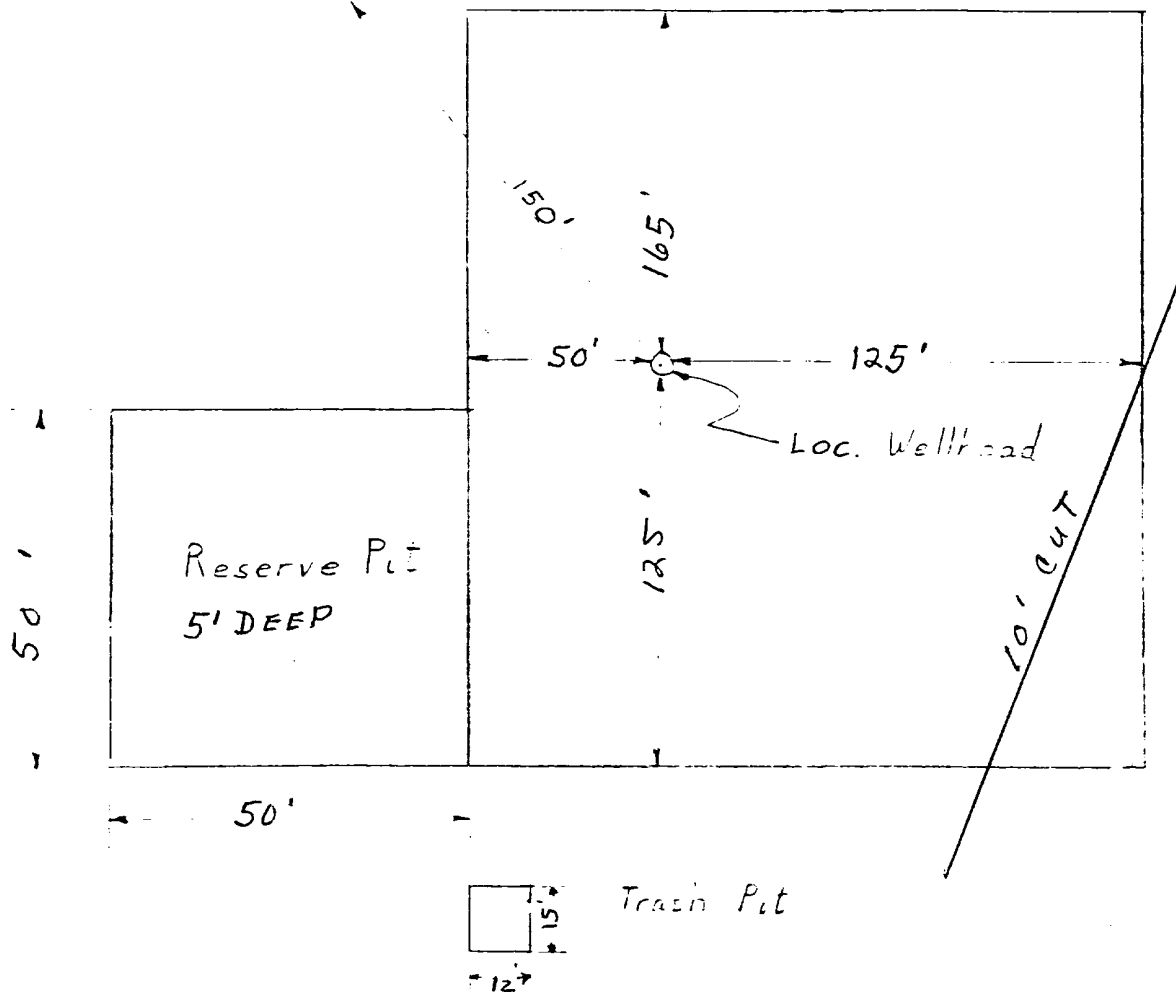 150'
165'
50'
125'
Loc. Wellhead
125'
10' CUT
Reserve Pit
5' DEEP
50'
50'
Trash Pit
15'
12'